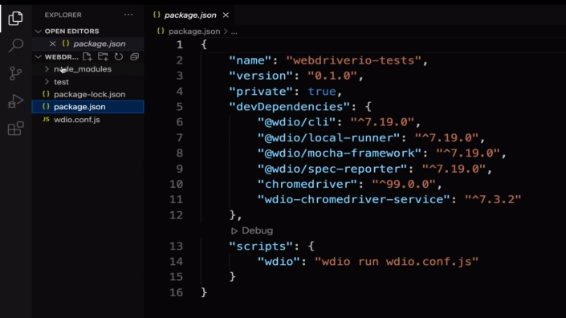 EXPLORER
OPEN EDITORS
package.json
WEBDR...
node_modules
test
package-lock.json
package.json
JS wdio.conf.js
package.json
package.json > ...
1 {
2 "name": "webdriverio-tests",
3 "version": "0.1.0",
4 "private": true,
5 "devDependencies": {
6 "@wdio/cli": "^7.19.0",
7 "@wdio/local-runner": "^7.19.0",
8 "@wdio/mocha-framework": "^7.19.0",
9 "@wdio/spec-reporter": "^7.19.0",
10 "chromedriver": "^99.0.0",
11 "wdio-chromedriver-service": "^7.3.2"
12 },
Debug
13 "scripts": {
14 "wdio": "wdio run wdio.conf.js"
15 }
16 }